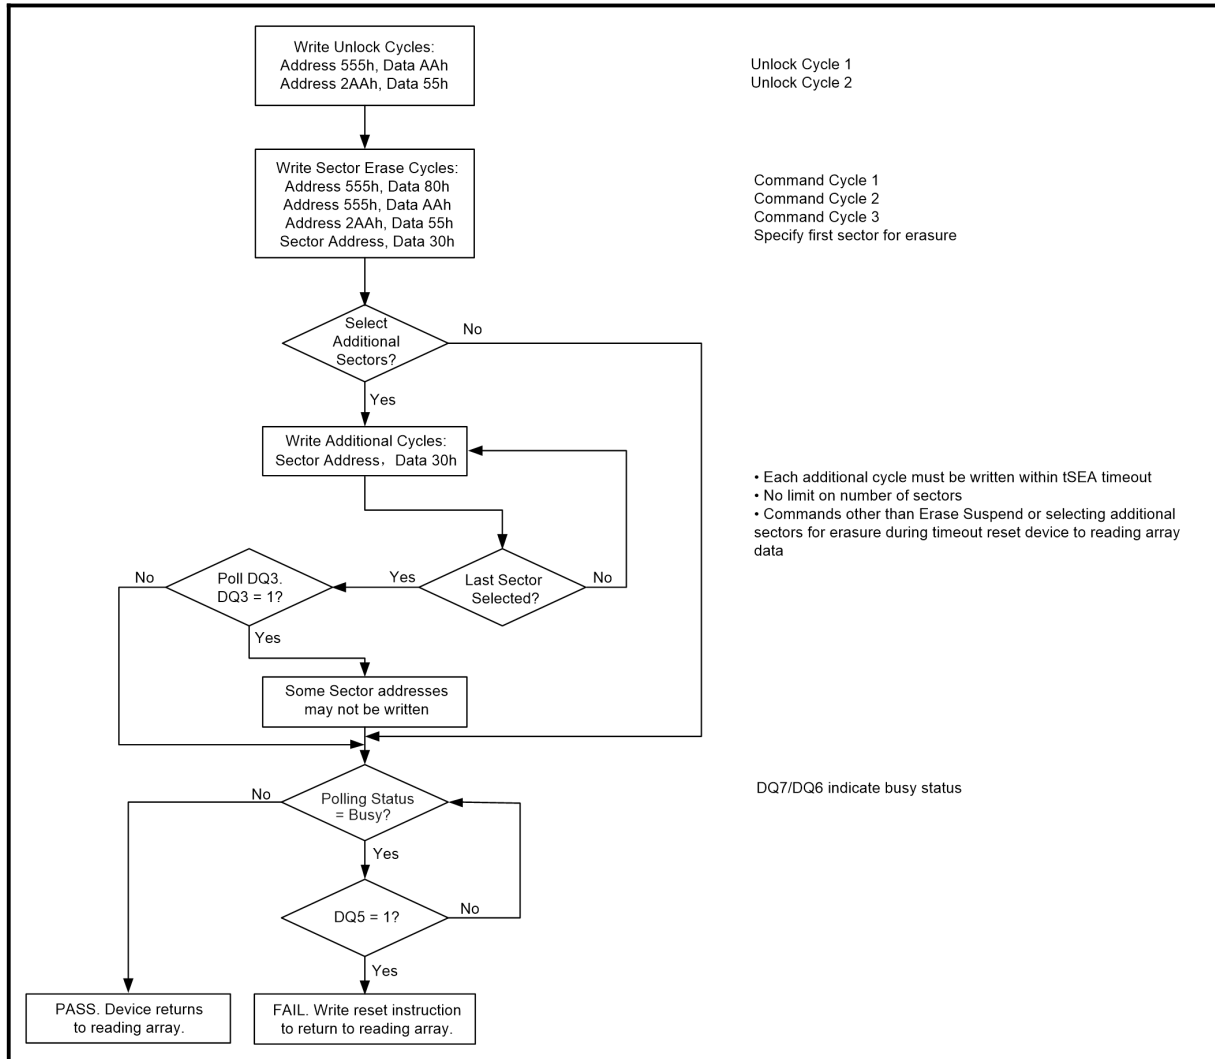 Write Unlock Cycles:
Address 555h, Data AAh
Address 2AAh, Data 55h
Unlock Cycle 1
Unlock Cycle 2
Write Sector Erase Cycles:
Address 555h, Data 80h
Address 555h, Data AAh
Address 2AAh, Data 55h
Sector Address, Data 30h
Command Cycle 1
Command Cycle 2
Command Cycle 3
Specify first sector for erasure
Select
Additional
Sectors?
No
Yes
Write Additional Cycles:
Sector Address，Data 30h
• Each additional cycle must be written within tSEA timeout
• No limit on number of sectors
• Commands other than Erase Suspend or selecting additional
sectors for erasure during timeout reset device to reading array
data
No
Poll DQ3.
DQ3 = 1?
Yes
Last Sector
Selected?
No
Yes
Some Sector addresses
may not be written
No
Polling Status
= Busy?
DQ7/DQ6 indicate busy status
Yes
DQ5 = 1?
No
Yes
PASS. Device returns
to reading array.
FAIL. Write reset instruction
to return to reading array.